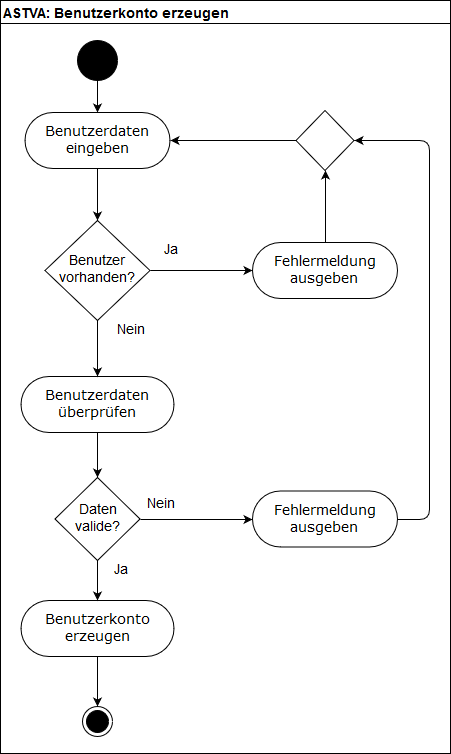 ASTVA: Benutzerkonto erzeugen
Benutzerdaten
eingeben
Benutzer
vorhanden?
Ja
Fehlermeldung
ausgeben
Nein
Benutzerdaten
überprüfen
Daten
valide?
Nein
Fehlermeldung
ausgeben
Ja
Benutzerkonto
erzeugen